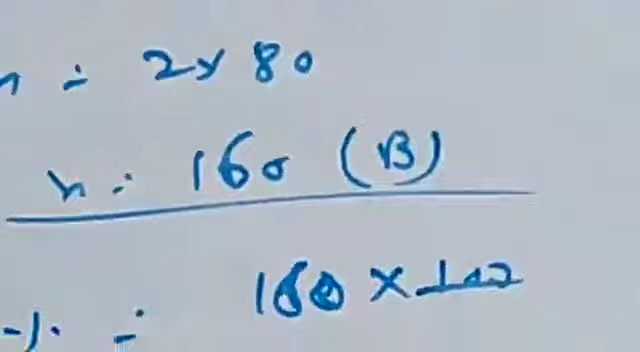 n = 2 x 80
n = 160 (B)
160 x 100
% =